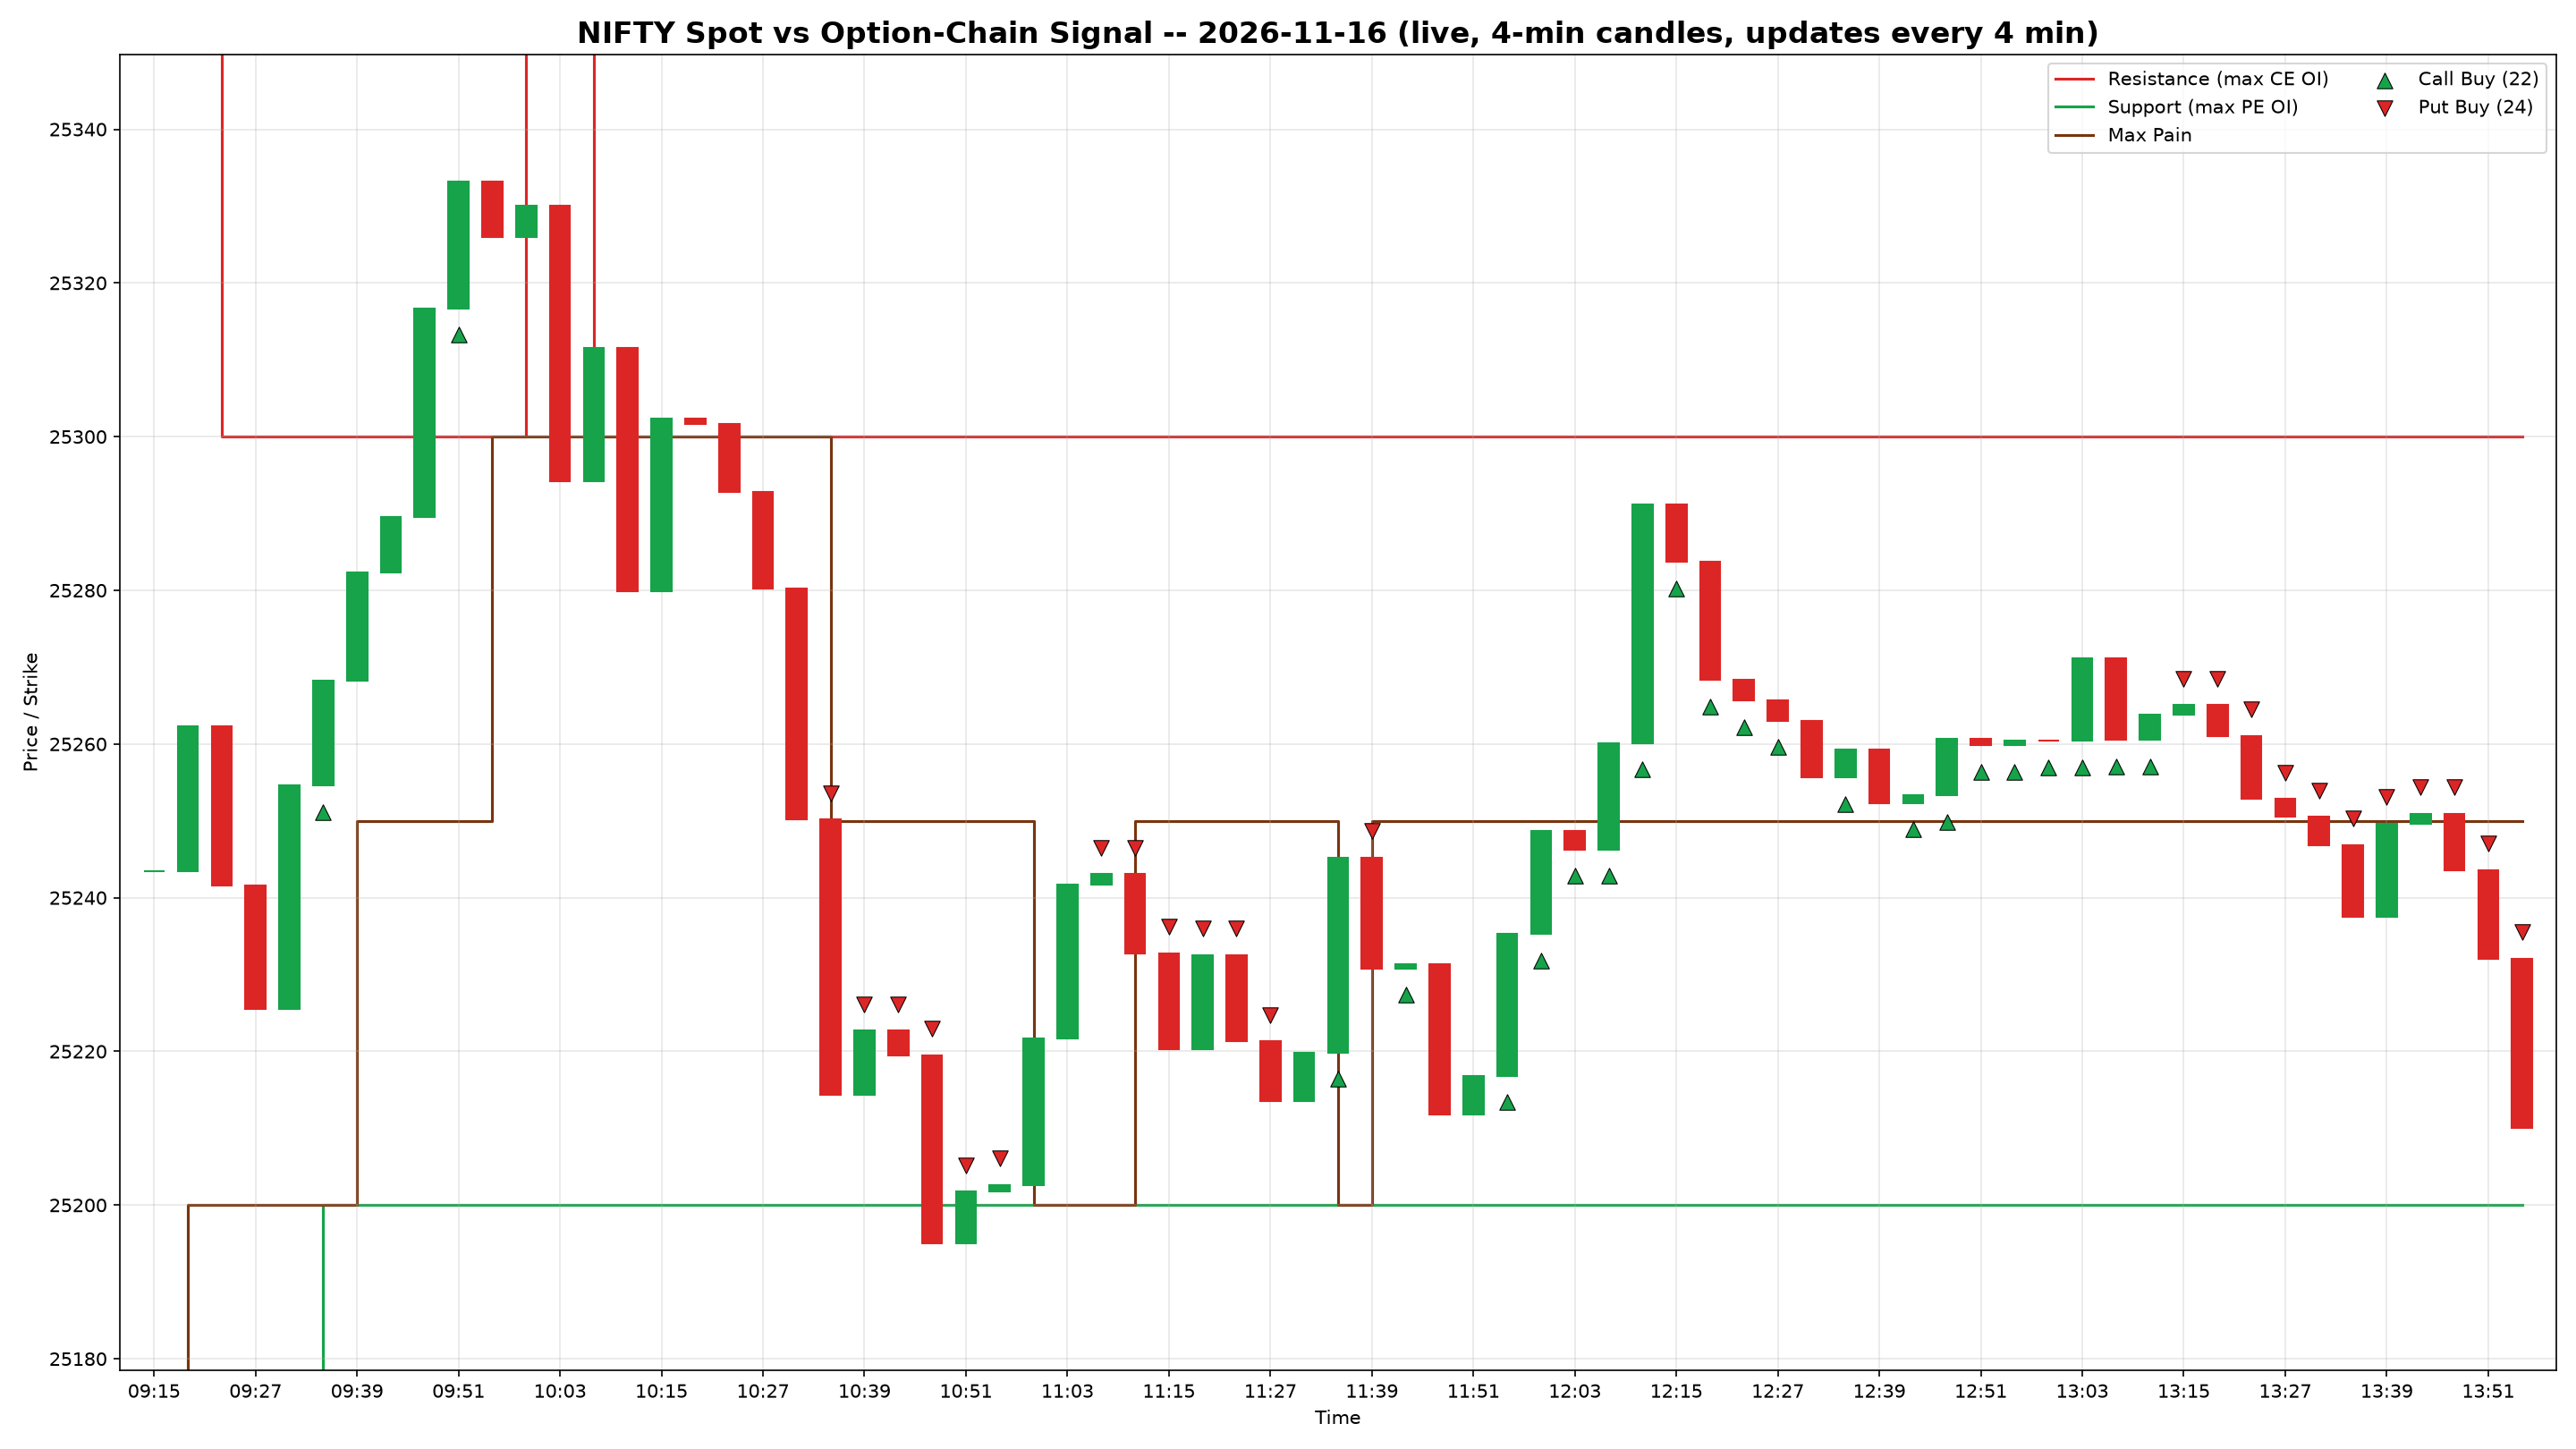 NIFTY Spot vs Option-Chain Signal -- 2026-11-16 (live, 4-min candles, updates every 4 min)
Resistance (max CE OI)
Support (max PE OI)
Max Pain
Call Buy (22)
Put Buy (24)
Price / Strike
25340
25320
25300
25280
25260
25240
25220
25200
25180
09:15 09:27 09:39 09:51 10:03 10:15 10:27 10:39 10:51 11:03 11:15 11:27 11:39 11:51 12:03 12:15 12:27 12:39 12:51 13:03 13:15 13:27 13:39 13:51
Time